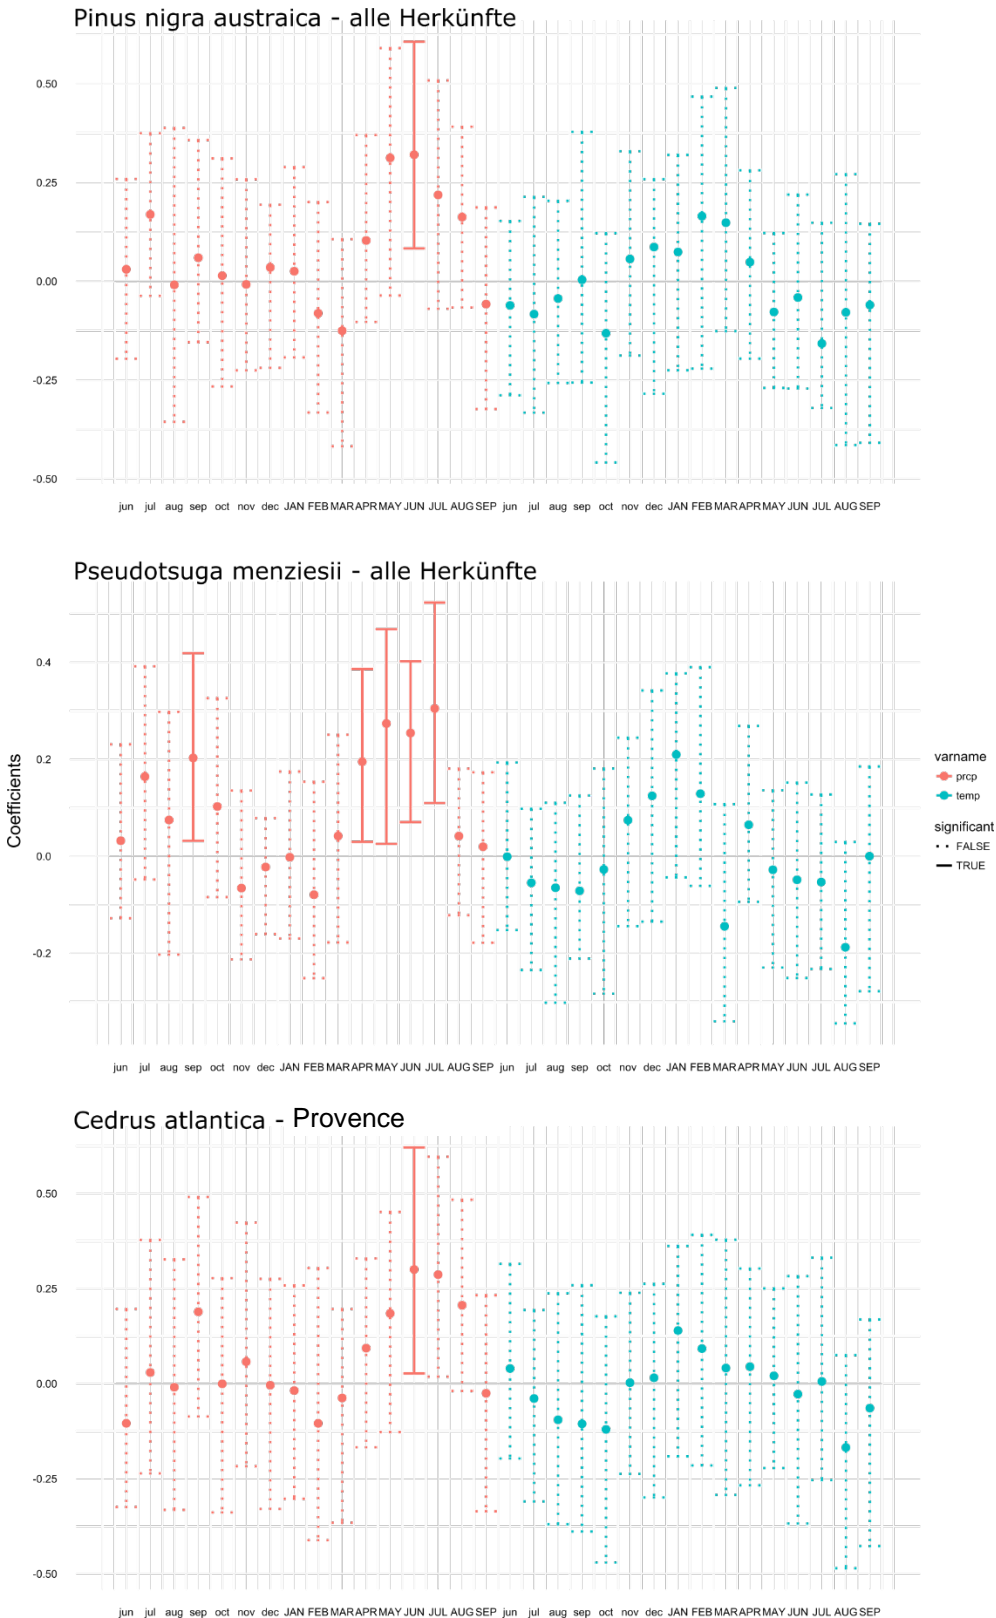 Pinus nigra austraica - alle Herkünfte
0.50
0.25
0.00
-0.25
-0.50
jun jul aug sep oct nov dec JAN FEB MAR APR MAY JUN JUL AUG SEP jun jul aug sep oct nov dec JAN FEB MAR APR MAY JUN JUL AUG SEP
Pseudotsuga menziesii - alle Herkünfte
0.4
0.2
0.0
-0.2
Coefficients
varname
prcp
temp
significant
FALSE
TRUE
jun jul aug sep oct nov dec JAN FEB MAR APR MAY JUN JUL AUG SEP jun jul aug sep oct nov dec JAN FEB MAR APR MAY JUN JUL AUG SEP
Cedrus atlantica - Provence
0.50
0.25
0.00
-0.25
-0.50
jun jul aug sep oct nov dec JAN FEB MAR APR MAY JUN JUL AUG SEP jun jul aug sep oct nov dec JAN FEB MAR APR MAY JUN JUL AUG SEP